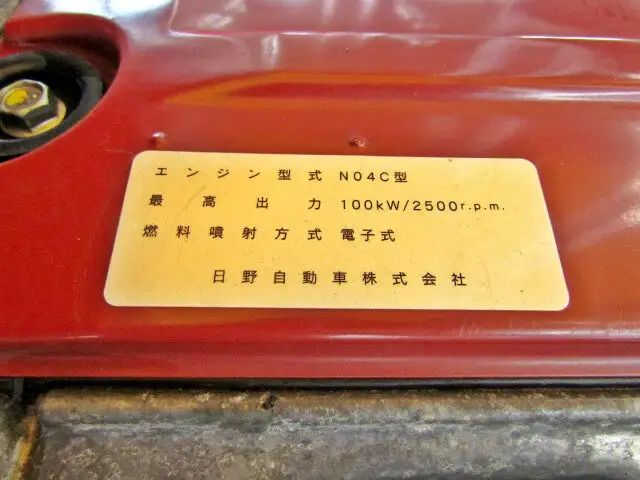 エンジン型式 N04C型
最高出力 100kW/2500r.p.m.
燃料噴射方式 電子式
日野自動車株式会社